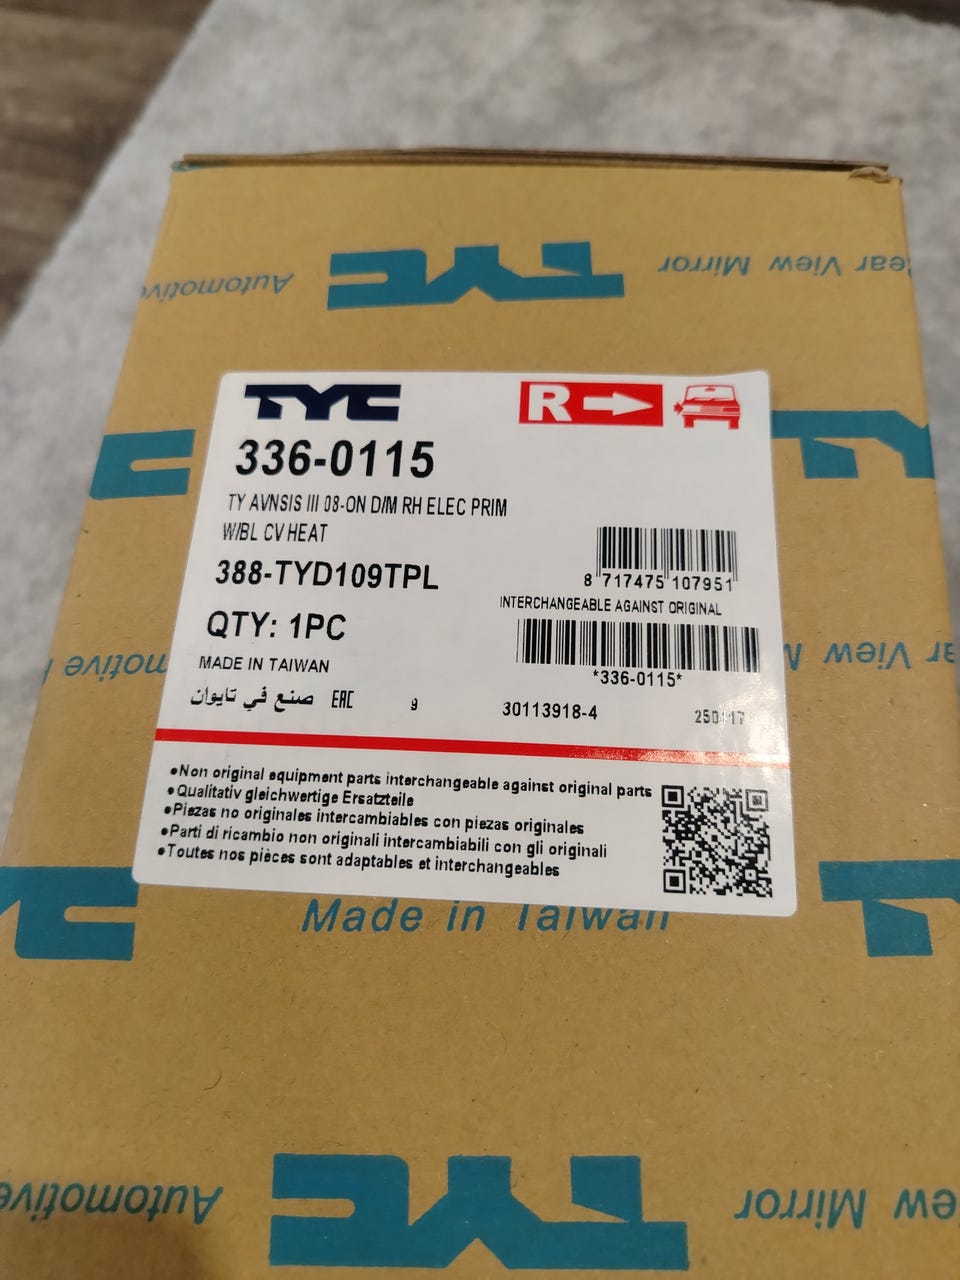 Automotive TYC Rear View Mirror
TYC
R
336-0115
TY AVNSIS III 08-ON D/M RH ELEC PRIM
W/BL CV HEAT
388-TYD109TPL
8 717475 107951
INTERCHANGEABLE AGAINST ORIGINAL
QTY: 1PC
*336-0115*
MADE IN TAIWAN
صنع في تايوان EAC 9 30113918-4
•Non original equipment parts interchangeable against original parts
•Qualitativ gleichwertige Ersatzteile
•Piezas no originales intercambiables con piezas originales
•Parti di ricambio non originali intercambiabili con gli originali
•Toutes nos pièces sont adaptables et interchangeables
TYC
Automotive
View
Made in Taiwan
Automotive TYC View Mirror